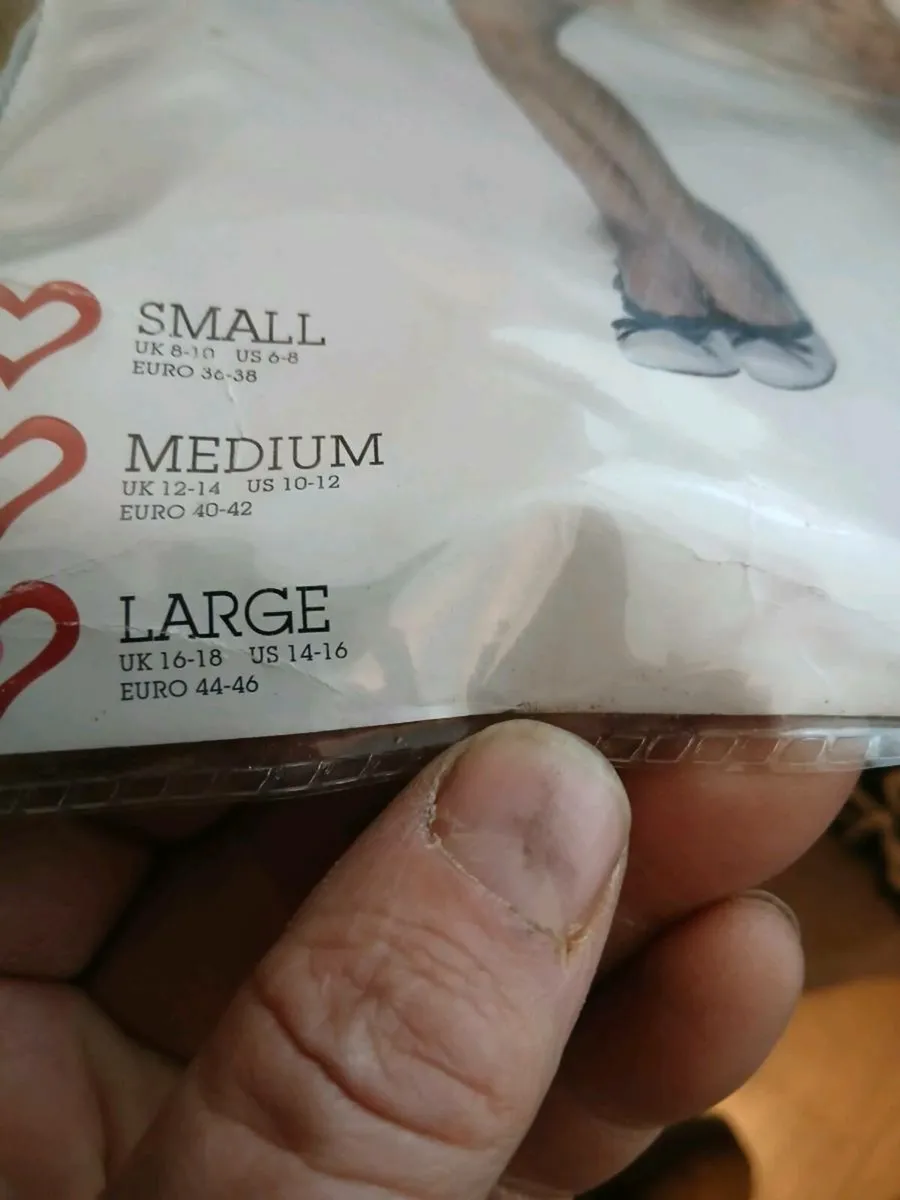 SMALL
UK 8-10 US 6-8
EURO 36-38
MEDIUM
UK 12-14 US 10-12
EURO 40-42
LARGE
UK 16-18 US 14-16
EURO 44-46